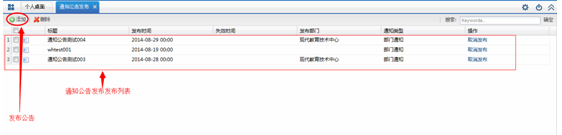 个人桌面 通知公告发布 ×
添加 删除 搜索: Keywords... 确定
标题 发布时间 失效时间 发布部门 通知类型 操作
1 通知公告测试004 2014-08-29 00:00 现代教育技术中心 部门通知 取消发布
2 whtest001 2014-08-19 00:00 部门通知 取消发布
3 通知公告测试003 2014-08-28 00:00 现代教育技术中心 部门通知 取消发布
通知公告发布发布列表
发布公告